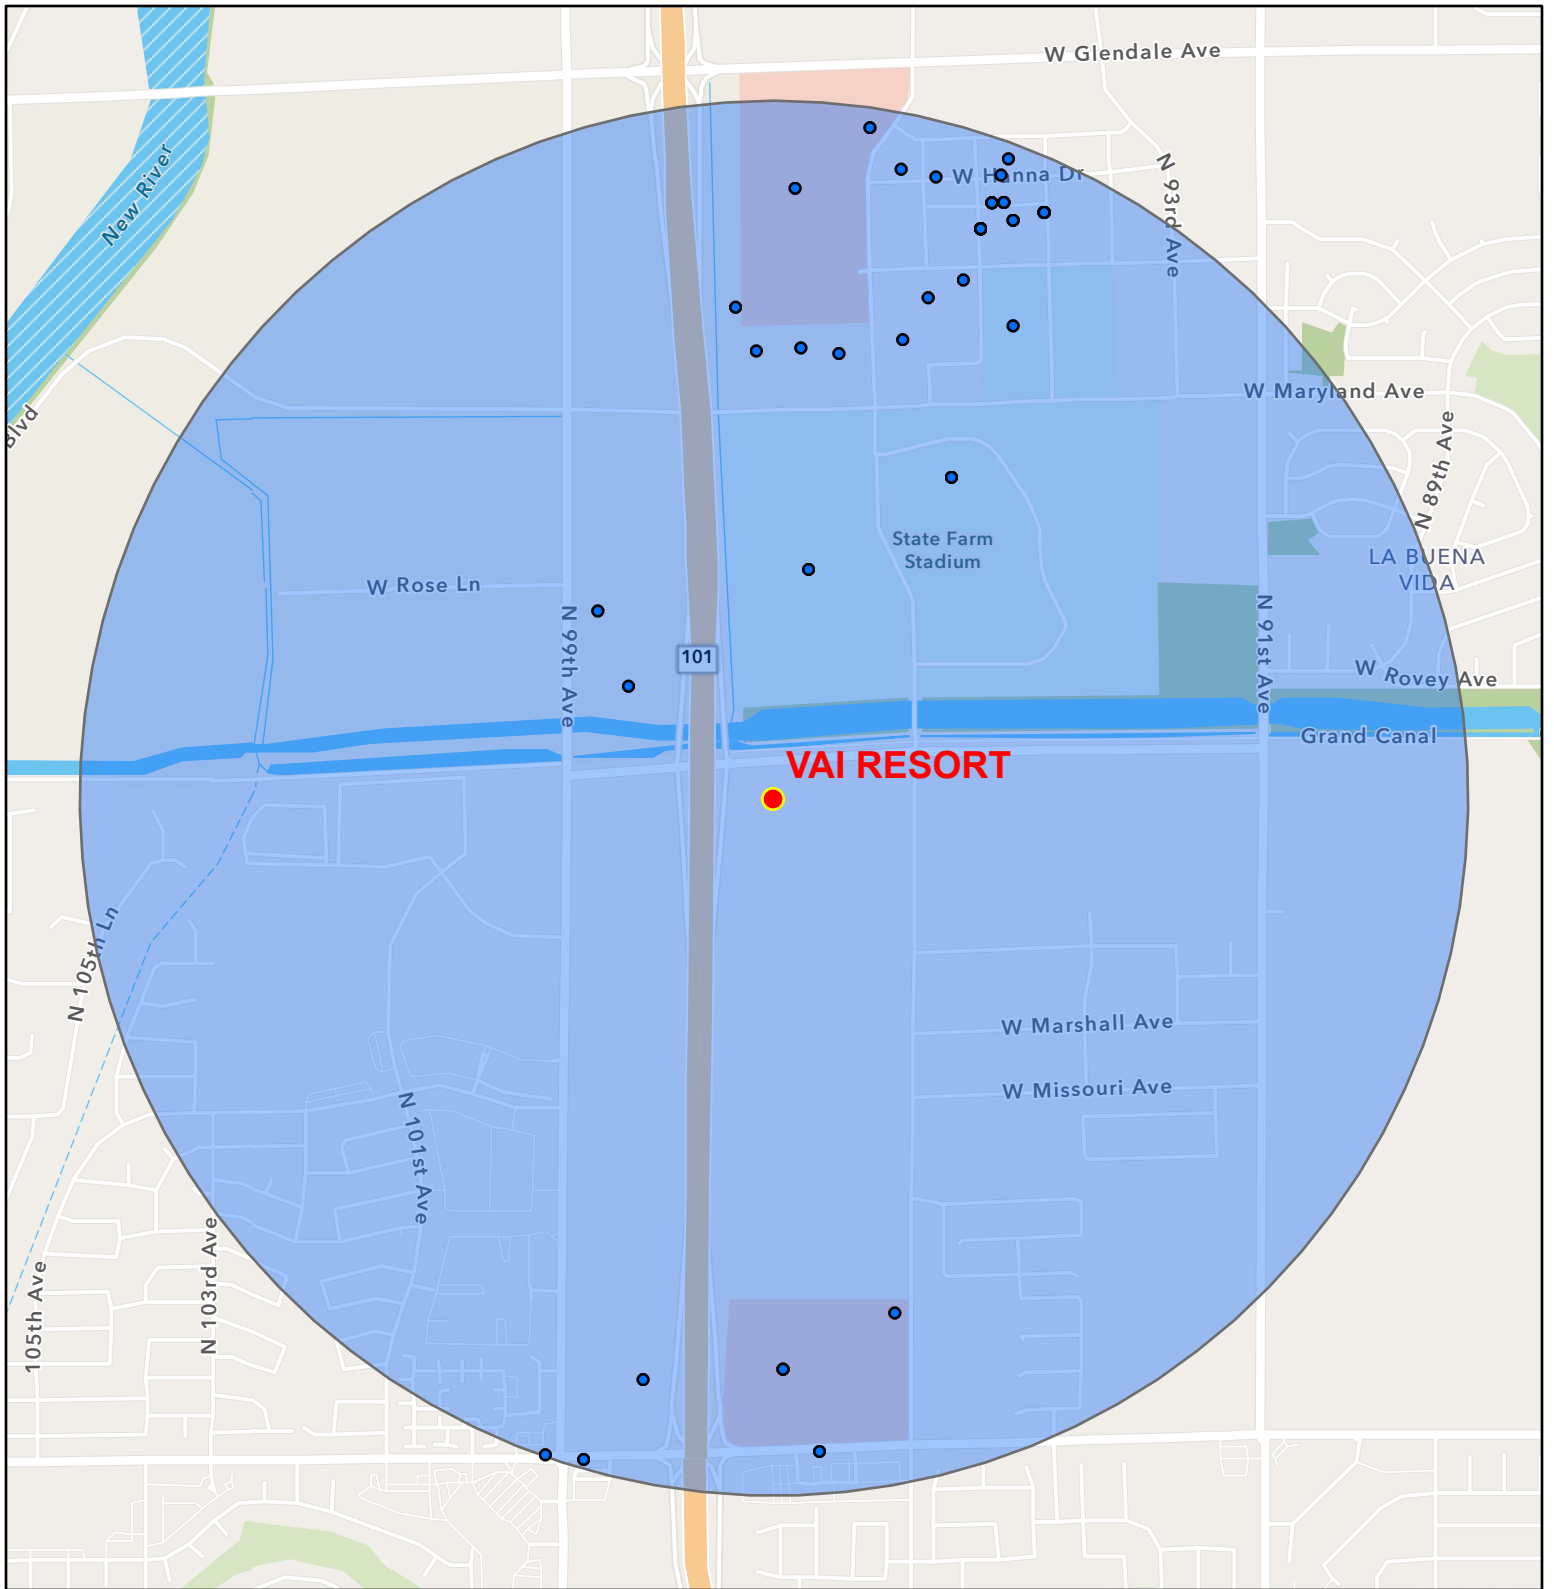 W Glendale Ave
New River
W Hanna Dr
N 93rd Ave
W Maryland Ave
Blvd
N 89th Ave
State Farm
Stadium
LA BUENA
VIDA
W Rose Ln
N 99th Ave
101
N 91st Ave
W Rovey Ave
Grand Canal
VAI RESORT
N 105th Ln
W Marshall Ave
W Missouri Ave
N 101st Ave
N 103rd Ave
105th Ave